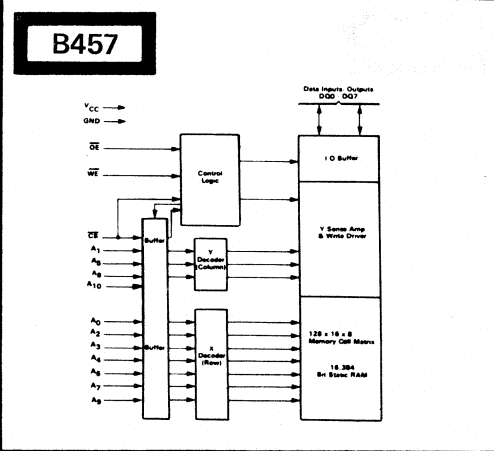 B457
Data Inputs Outputs
DQ0 - DQ7
VCC
GND
OE
WE
CE
A1
A5
A8
A10
A0
A2
A3
A4
A6
A7
A9
Control
Logic
Buffer
Y
Decoder
(Column)
Buffer
X
Decoder
(Row)
I O Buffer
Y Sense Amp
& Write Driver
128 x 16 x 8
Memory Cell Matrix
16,384
Bit Static RAM